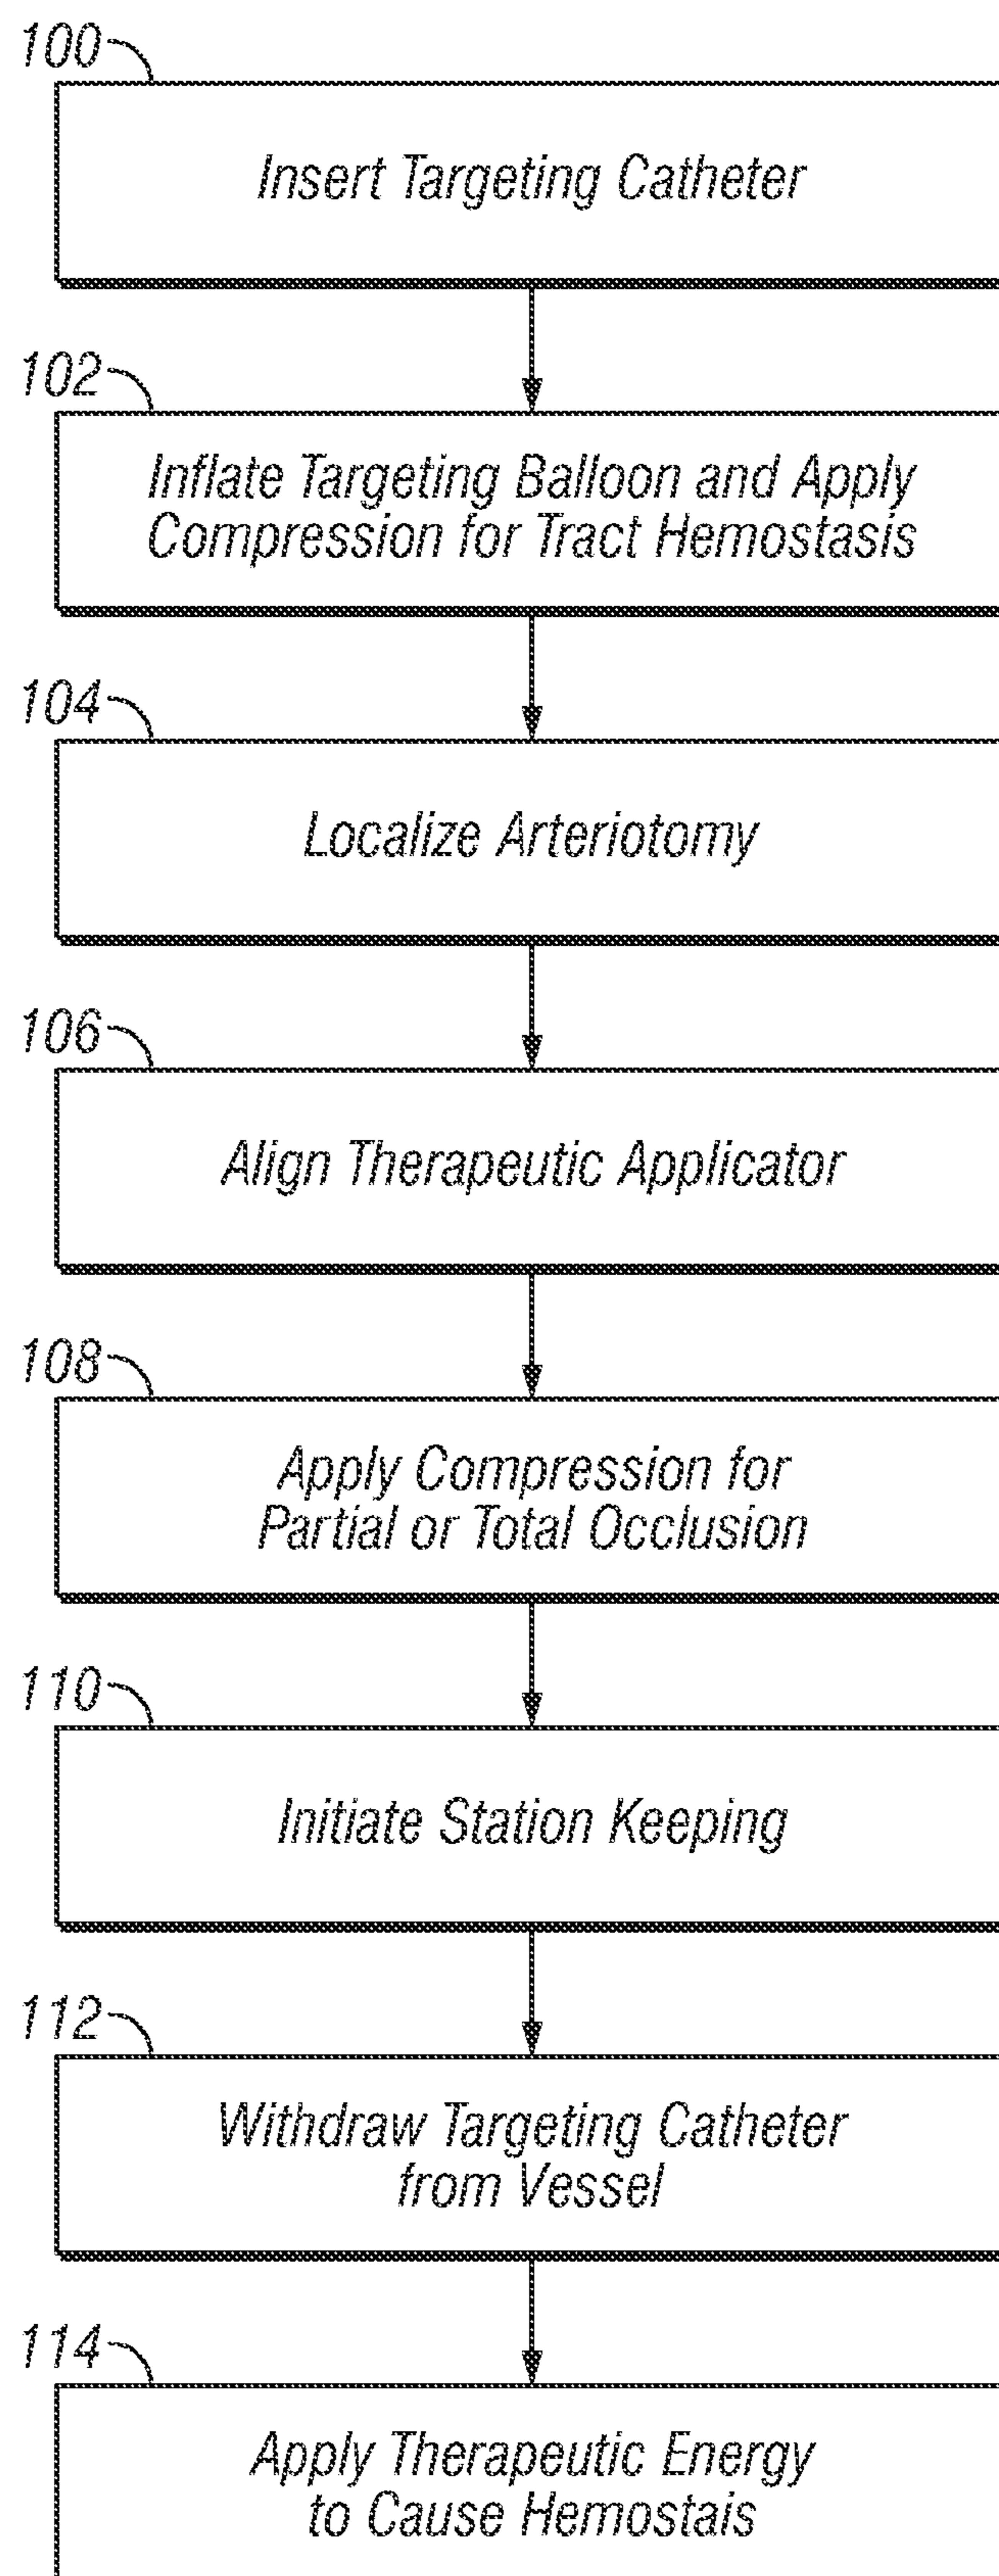 100
Insert Targeting Catheter
102
Inflate Targeting Balloon and Apply
Compression for Tract Hemostasis
104
Localize Arteriotomy
106
Align Therapeutic Applicator
108
Apply Compression for
Partial or Total Occlusion
110
Initiate Station Keeping
112
Withdraw Targeting Catheter
from Vessel
114
Apply Therapeutic Energy
to Cause Hemostais